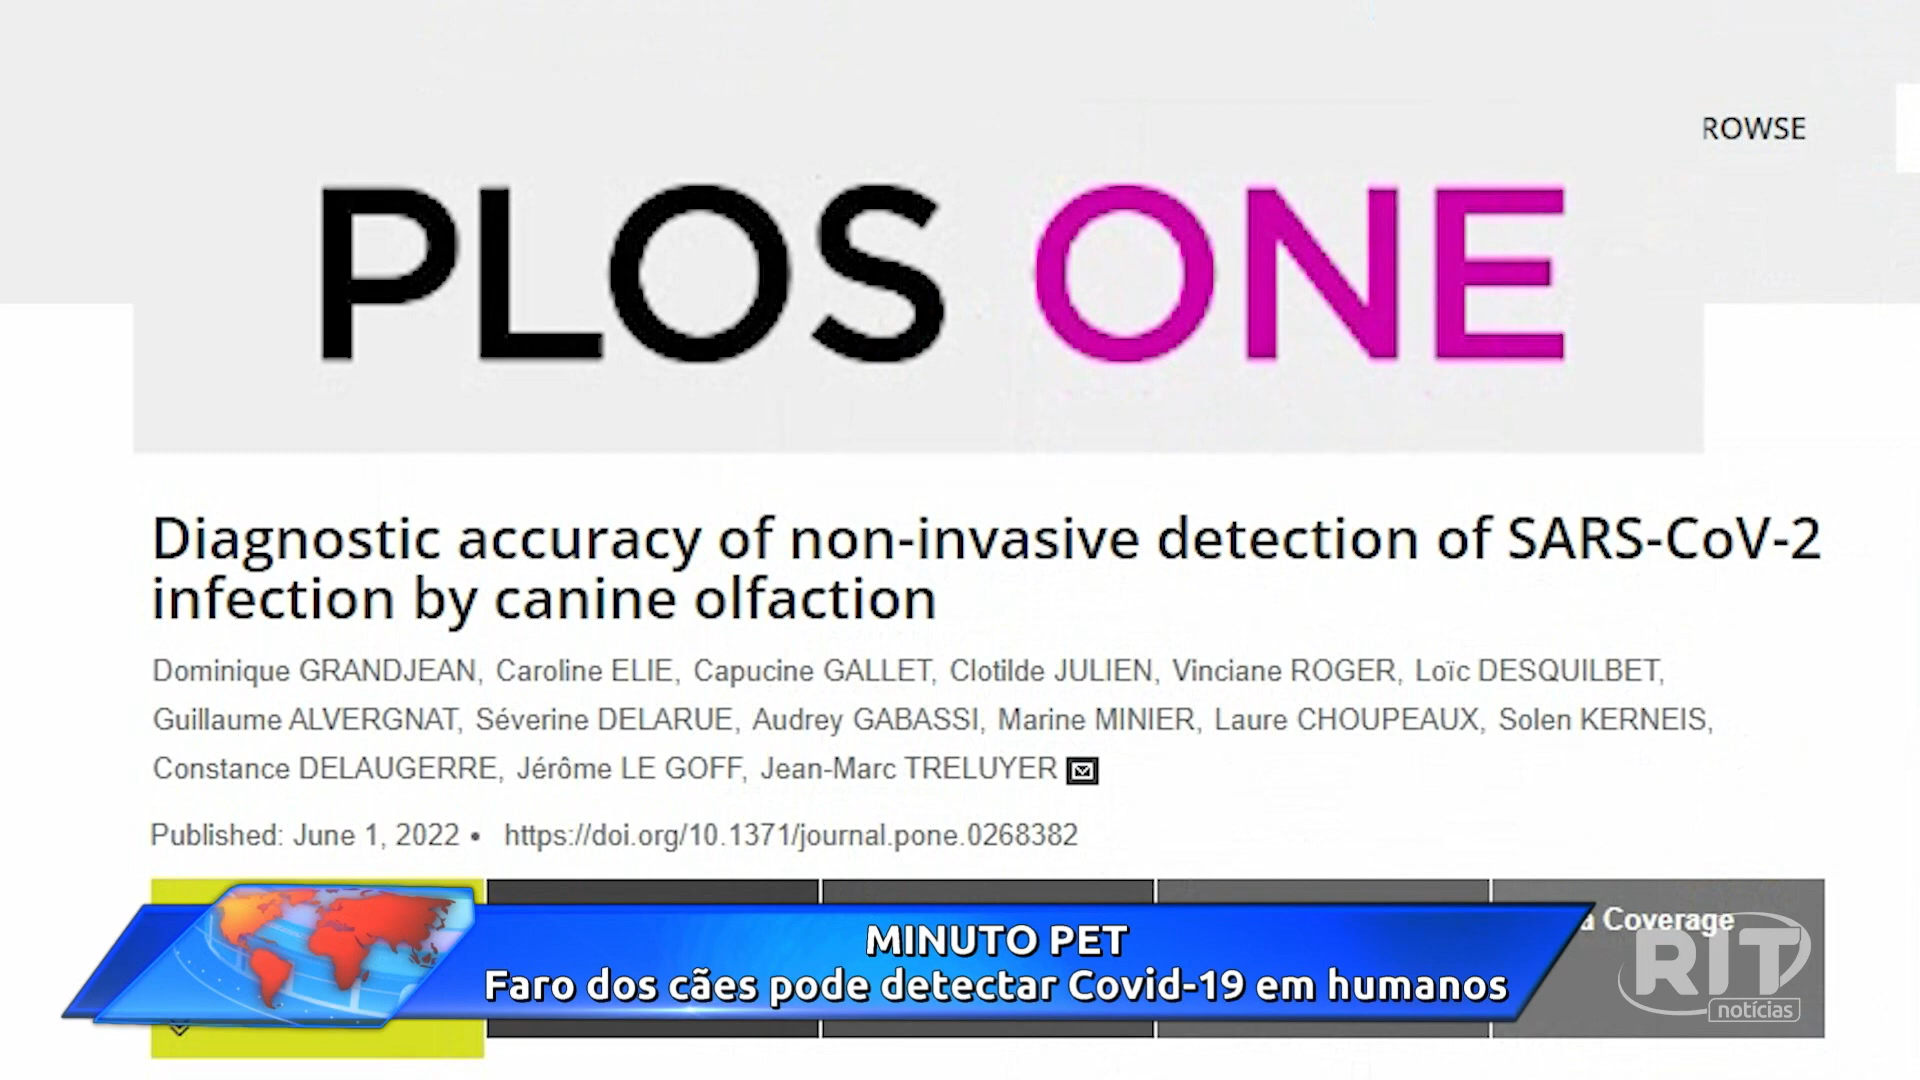 ROWSE
PLOS ONE
Diagnostic accuracy of non-invasive detection of SARS-CoV-2
infection by canine olfaction
Dominique GRANDJEAN, Caroline ELIE, Capucine GALLET, Clotilde JULIEN, Vinciane ROGER, Loïc DESQUILBET,
Guillaume ALVERGNAT, Séverine DELARUE, Audrey GABASSI, Marine MINIER, Laure CHOUPEAUX, Solen KERNEIS,
Constance DELAUGERRE, Jérôme LE GOFF, Jean-Marc TRELUYER
Published: June 1, 2022 • https://doi.org/10.1371/journal.pone.0268382
a Coverage
MINUTO PET
Faro dos cães pode detectar Covid-19 em humanos
RIT
notícias